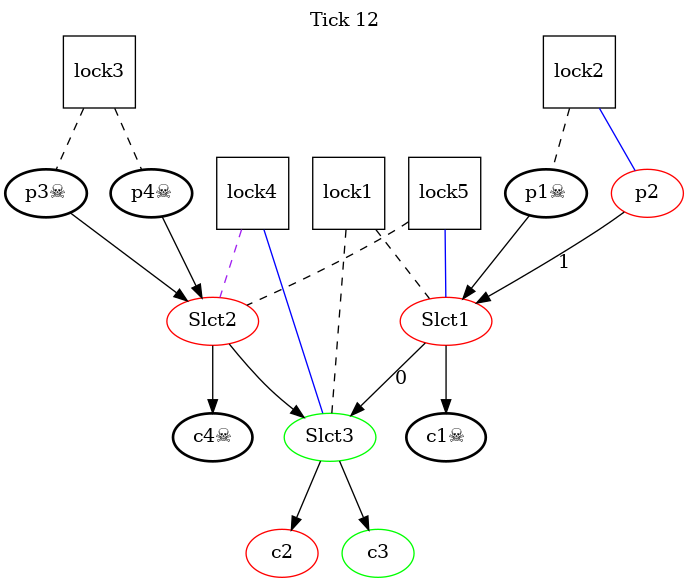 Tick 12
lock3
lock2
p3☠
p4☠
lock4
lock1
lock5
p1☠
p2
1
Slct2
Slct1
0
c4☠
Slct3
c1☠
c2
c3